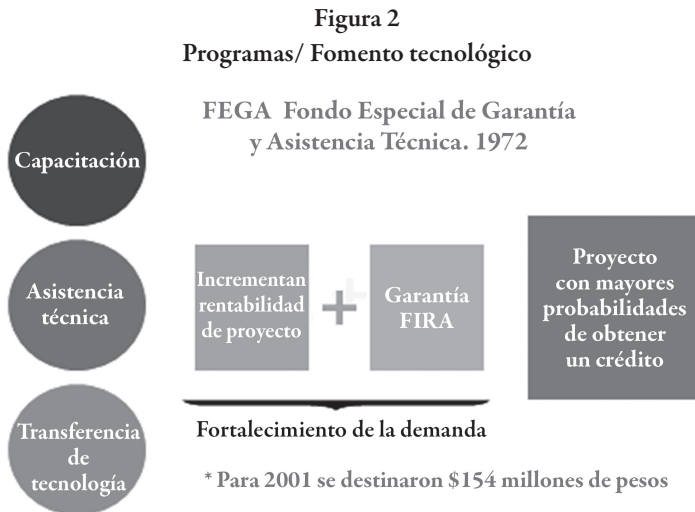 Figura 2
Programas/ Fomento tecnológico
FEGA Fondo Especial de Garantía
y Asistencia Técnica. 1972
Capacitación
Asistencia
técnica
Transferencia
de
tecnología
Incrementan
rentabilidad
de proyecto
+
Garantía
FIRA
Proyecto
con mayores
probabilidades
de obtener
un crédito
Fortalecimiento de la demanda
* Para 2001 se destinaron $154 millones de pesos